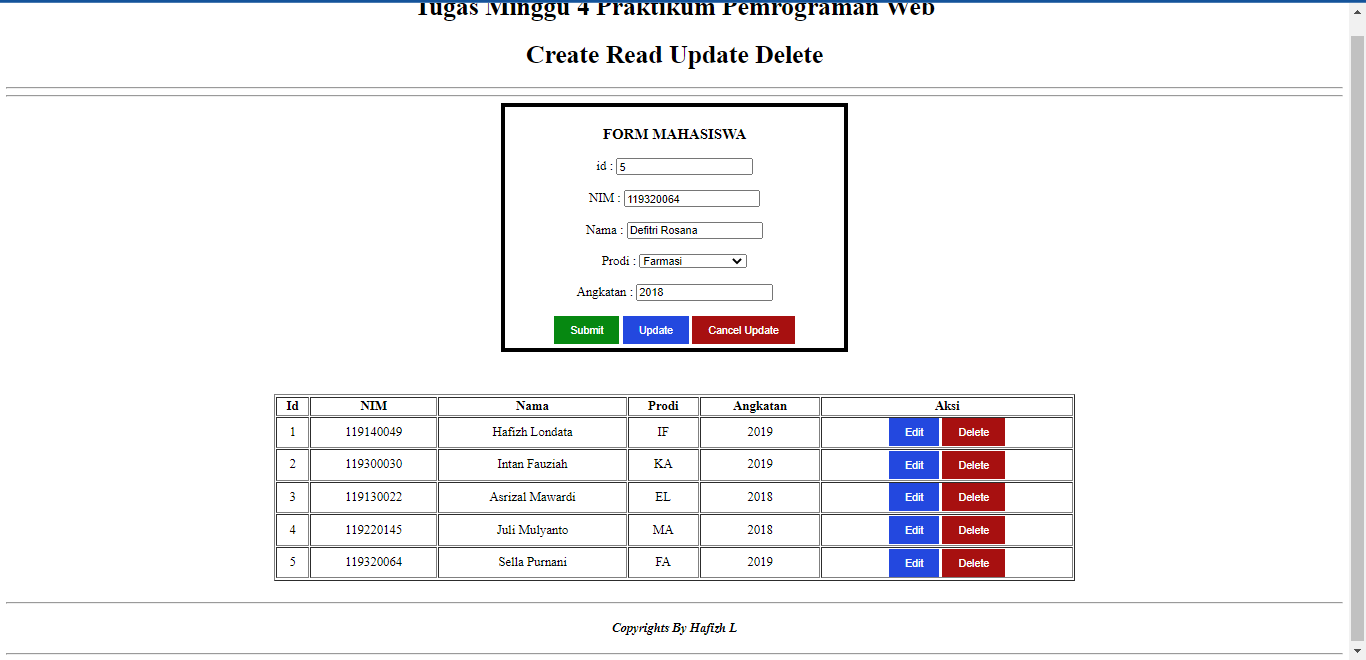 Tugas Minggu 4 Praktikum Pemrograman Web
Create Read Update Delete
FORM MAHASISWA
id : 5
NIM : 119320064
Nama : Defitri Rosana
Prodi : Farmasi
Angkatan : 2018
Submit Update Cancel Update
Id NIM Nama Prodi Angkatan Aksi
1 119140049 Hafizh Londata IF 2019 Edit Delete
2 119300030 Intan Fauziah KA 2019 Edit Delete
3 119130022 Asrizal Mawardi EL 2018 Edit Delete
4 119220145 Juli Mulyanto MA 2018 Edit Delete
5 119320064 Sella Purnani FA 2019 Edit Delete
Copyrights By Hafizh L